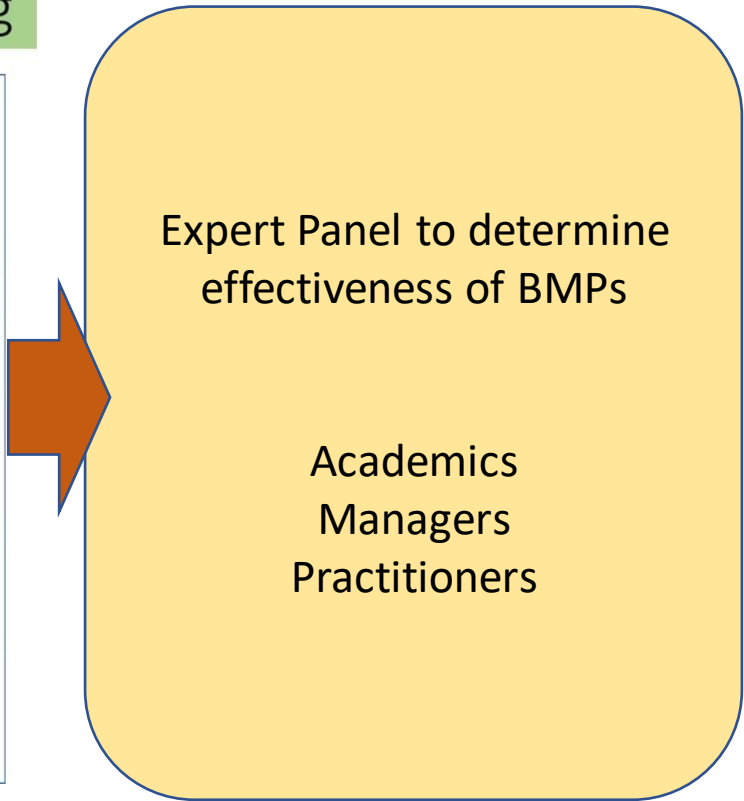 Expert Panel to determine
effectiveness of BMPs
Academics
Managers
Practitioners